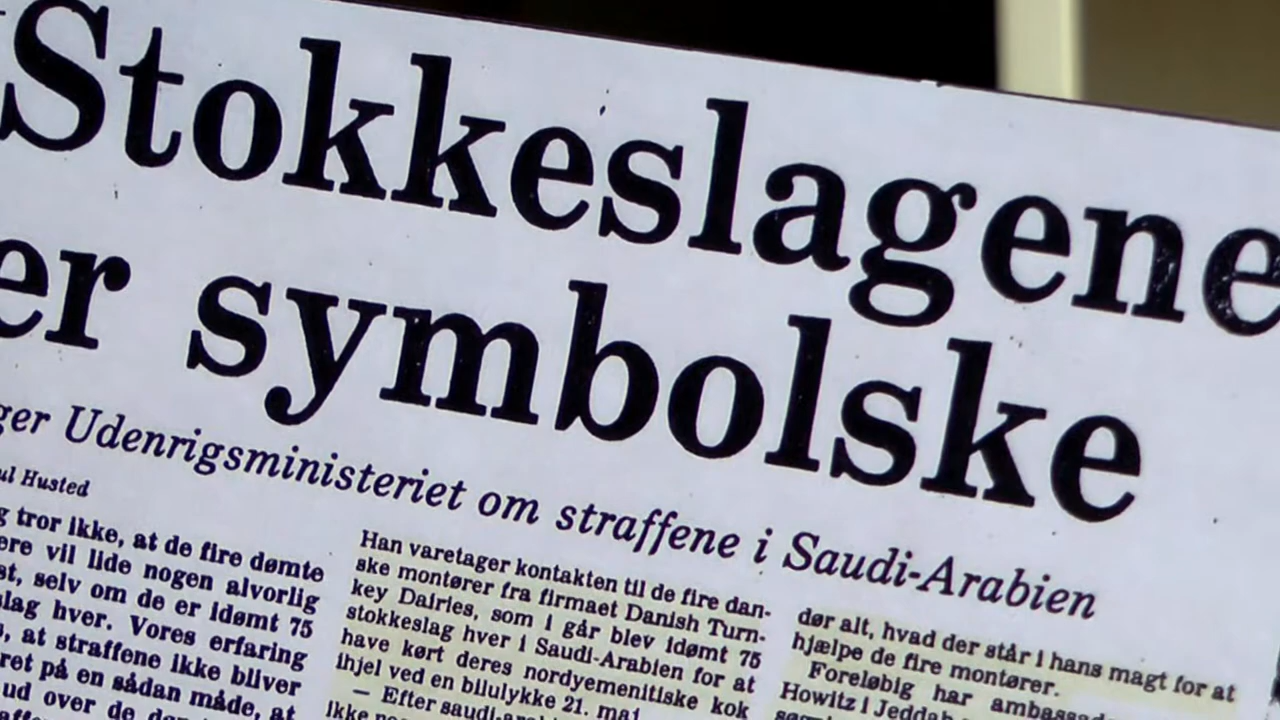 Stokkeslagene
er symbolske
ger Udenrigsministeriet om straffene i Saudi-Arabien
ul Husted
g tror ikke, at de fire dømte
ere vil lide nogen alvorlig
st, selv om de er idømt 75
slag hver. Vores erfaring
, at straffene ikke bliver
ret på en sådan måde, at
ud over de
Han varetager kontakten til de fire dan-
ske montører fra firmaet Danish Turn-
key Dairies, som i går blev idømt 75
stokkeslag hver i Saudi-Arabien for at
have kørt deres nordyemenitiske kok
ihjel ved en bilulykke 21. maj
— Efter
ikke
dør alt, hvad der står i hans magt for at
hjælpe de fire montører.
Foreløbig har
Howitz i Jeddah